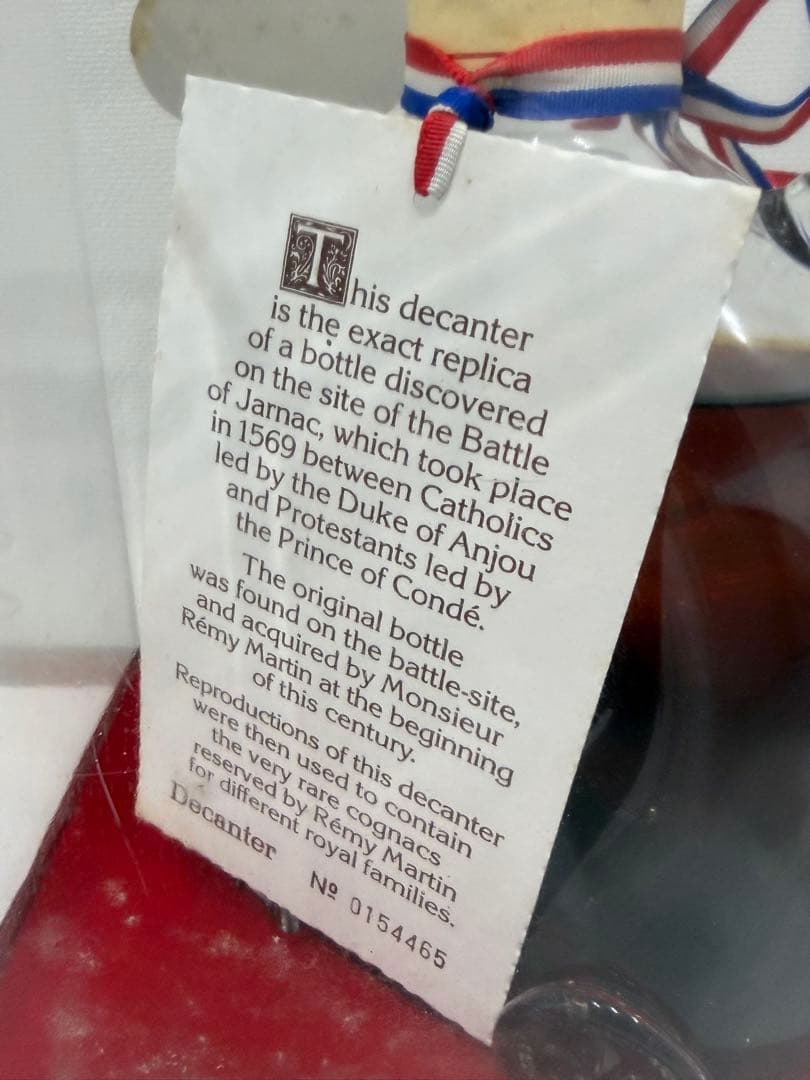 This decanter
is the exact replica
of a bottle discovered
on the site of the Battle
of Jarnac, which took place
in 1569 between Catholics
led by the Duke of Anjou
and Protestants led by
the Prince of Condé.
The original bottle
was found on the battle-site,
and acquired by Monsieur
Rémy Martin at the beginning
of this century.
Reproductions of this decanter
were then used to contain
the very rare cognacs
reserved by Rémy Martin
for different royal families.
Decanter
Nº 0154465